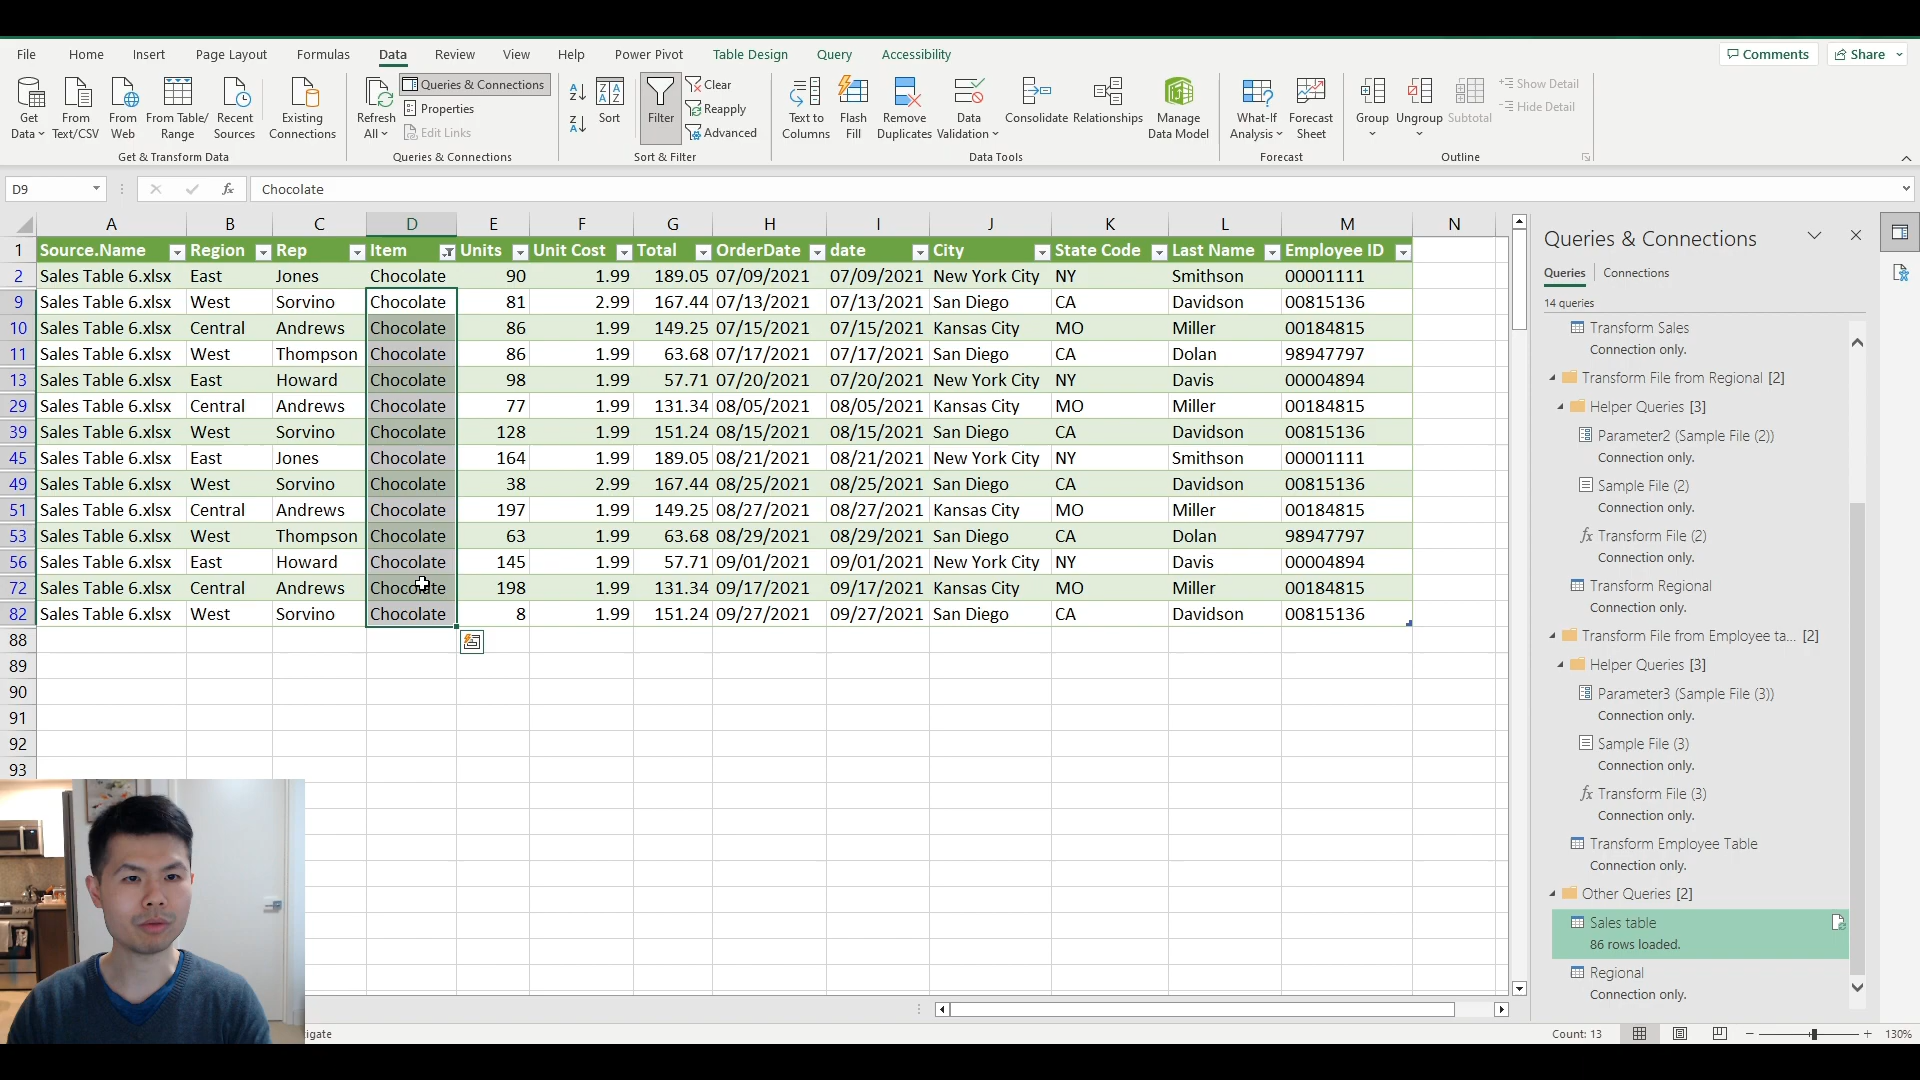 File Home Insert Page Layout Formulas Data Review View Help Power Pivot Table Design Query Accessibility Comments Share
Get Data From Text/CSV From Web From Table/ Range Recent Sources Existing Connections
Get & Transform Data
Refresh All Queries & Connections Properties Edit Links
Queries & Connections
Sort Filter Clear Reapply Advanced
Sort & Filter
Text to Columns Flash Fill Remove Duplicates Data Validation Consolidate Relationships Manage Data Model
Data Tools
What-If Analysis Forecast Sheet
Forecast
Group Ungroup Subtotal Show Detail Hide Detail
Outline
D9 fx Chocolate
A B C D E F G H I J K L M N
1 Source.Name Region Rep Item Units Unit Cost Total OrderDate date City State Code Last Name Employee ID
2 Sales Table 6.xlsx East Jones Chocolate 90 1.99 189.05 07/09/2021 07/09/2021 New York City NY Smithson 00001111
9 Sales Table 6.xlsx West Sorvino Chocolate 81 2.99 167.44 07/13/2021 07/13/2021 San Diego CA Davidson 00815136
10 Sales Table 6.xlsx Central Andrews Chocolate 86 1.99 149.25 07/15/2021 07/15/2021 Kansas City MO Miller 00184815
11 Sales Table 6.xlsx West Thompson Chocolate 86 1.99 63.68 07/17/2021 07/17/2021 San Diego CA Dolan 98947797
13 Sales Table 6.xlsx East Howard Chocolate 98 1.99 57.71 07/20/2021 07/20/2021 New York City NY Davis 00004894
29 Sales Table 6.xlsx Central Andrews Chocolate 77 1.99 131.34 08/05/2021 08/05/2021 Kansas City MO Miller 00184815
39 Sales Table 6.xlsx West Sorvino Chocolate 128 1.99 151.24 08/15/2021 08/15/2021 San Diego CA Davidson 00815136
45 Sales Table 6.xlsx East Jones Chocolate 164 1.99 189.05 08/21/2021 08/21/2021 New York City NY Smithson 00001111
49 Sales Table 6.xlsx West Sorvino Chocolate 38 2.99 167.44 08/25/2021 08/25/2021 San Diego CA Davidson 00815136
51 Sales Table 6.xlsx Central Andrews Chocolate 197 1.99 149.25 08/27/2021 08/27/2021 Kansas City MO Miller 00184815
53 Sales Table 6.xlsx West Thompson Chocolate 63 1.99 63.68 08/29/2021 08/29/2021 San Diego CA Dolan 98947797
56 Sales Table 6.xlsx East Howard Chocolate 145 1.99 57.71 09/01/2021 09/01/2021 New York City NY Davis 00004894
72 Sales Table 6.xlsx Central Andrews Chocolate 198 1.99 131.34 09/17/2021 09/17/2021 Kansas City MO Miller 00184815
82 Sales Table 6.xlsx West Sorvino Chocolate 8 1.99 151.24 09/27/2021 09/27/2021 San Diego CA Davidson 00815136
88
89
90
91
92
93
Queries & Connections
Queries Connections
14 queries
Transform Sales
Connection only.
Transform File from Regional [2]
Helper Queries [3]
Parameter2 (Sample File (2))
Connection only.
Sample File (2)
Connection only.
fx Transform File (2)
Connection only.
Transform Regional
Connection only.
Transform File from Employee ta... [2]
Helper Queries [3]
Parameter3 (Sample File (3))
Connection only.
Sample File (3)
Connection only.
fx Transform File (3)
Connection only.
Transform Employee Table
Connection only.
Other Queries [2]
Sales table
86 rows loaded.
Regional
Connection only.
igate Count: 13 130%